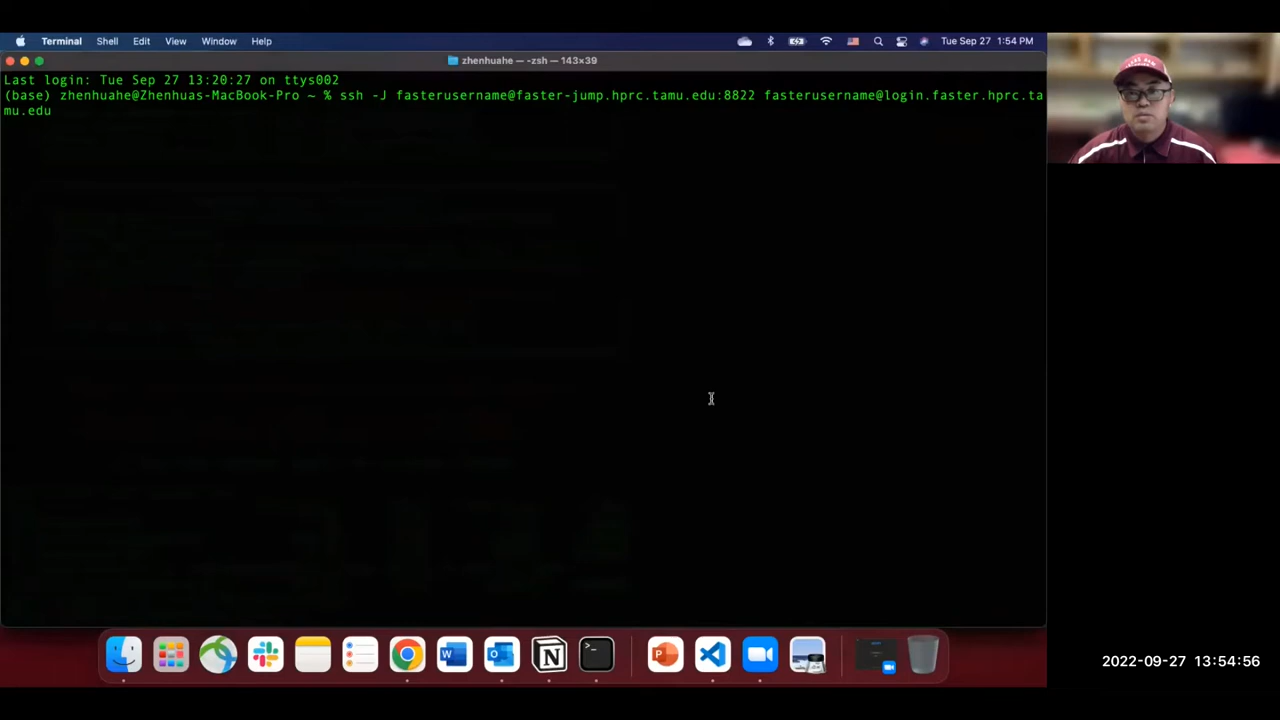 Terminal Shell Edit View Window Help Tue Sep 27 1:54 PM
zhenhuahe — -zsh — 143×39
Last login: Tue Sep 27 13:20:27 on ttys002
(base) zhenhuahe@Zhenhuas-MacBook-Pro ~ % ssh -J fasterusername@faster-jump.hprc.tamu.edu:8822 fasterusername@login.faster.hprc.ta
mu.edu
2022-09-27 13:54:56